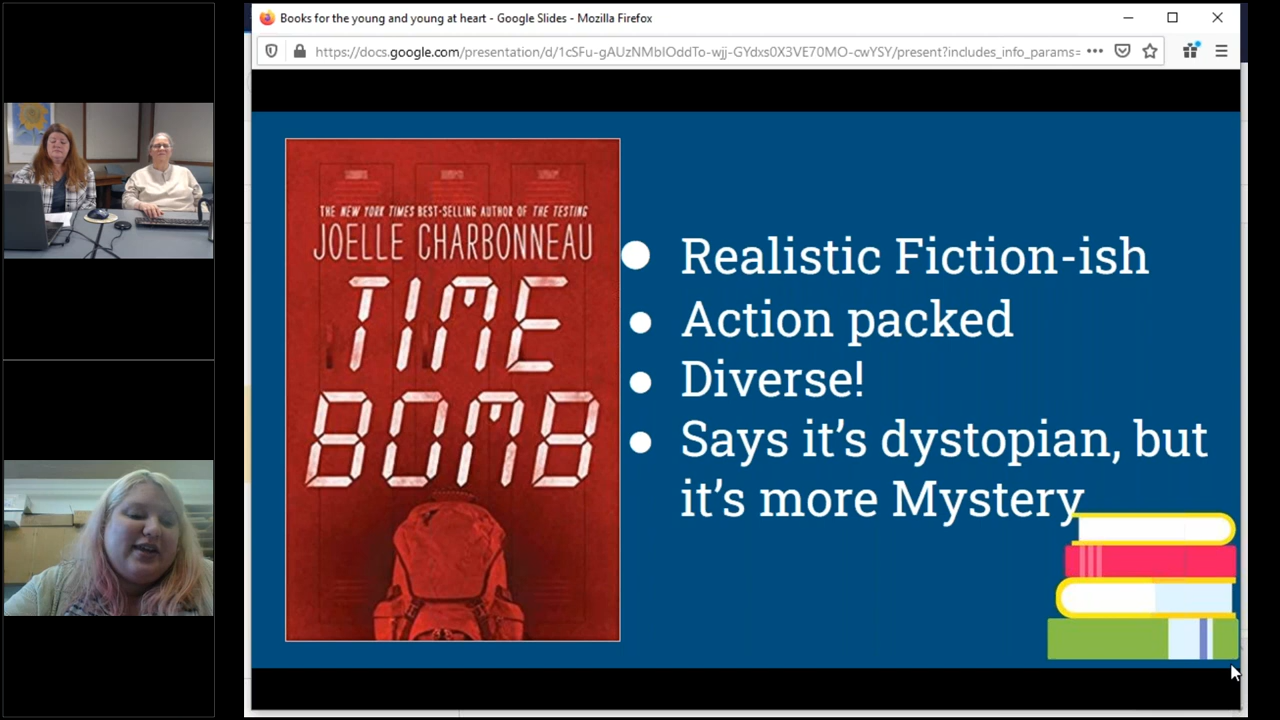 Books for the young and young at heart - Google Slides - Mozilla Firefox
https://docs.google.com/presentation/d/1cSFu-gAUzNMbIOddTo-wjj-GYdxs0X3VE70MO-cwYSY/present?includes_info_params=
THE NEW YORK TIMES BEST-SELLING AUTHOR OF THE TESTING
JOELLE CHARBONNEAU
TIME
BOMB
● Realistic Fiction-ish
● Action packed
● Diverse!
● Says it’s dystopian, but
it’s more Mystery